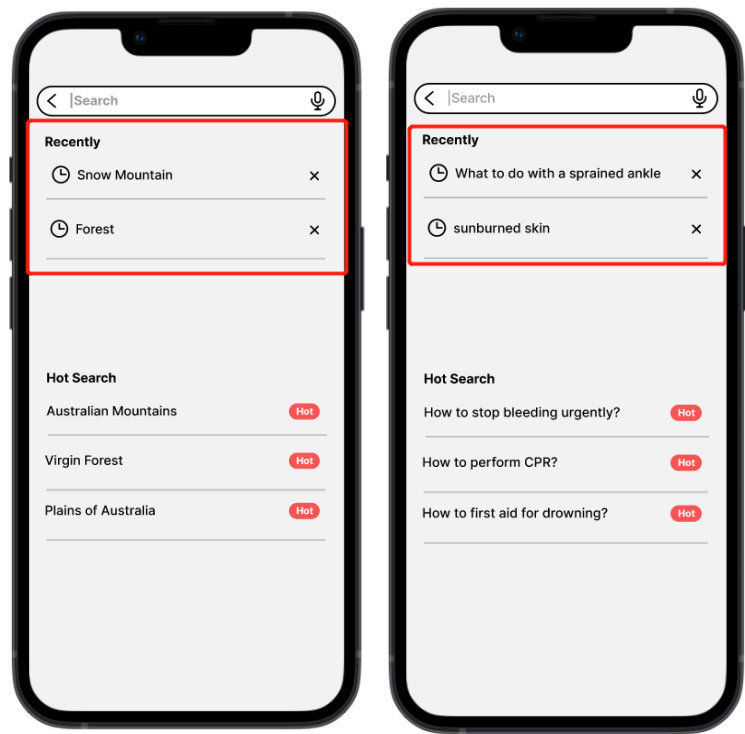 Search
Recently
Snow Mountain
Forest
Hot Search
Australian Mountains Hot
Virgin Forest Hot
Plains of Australia Hot
Search
Recently
What to do with a sprained ankle
sunburned skin
Hot Search
How to stop bleeding urgently? Hot
How to perform CPR? Hot
How to first aid for drowning? Hot